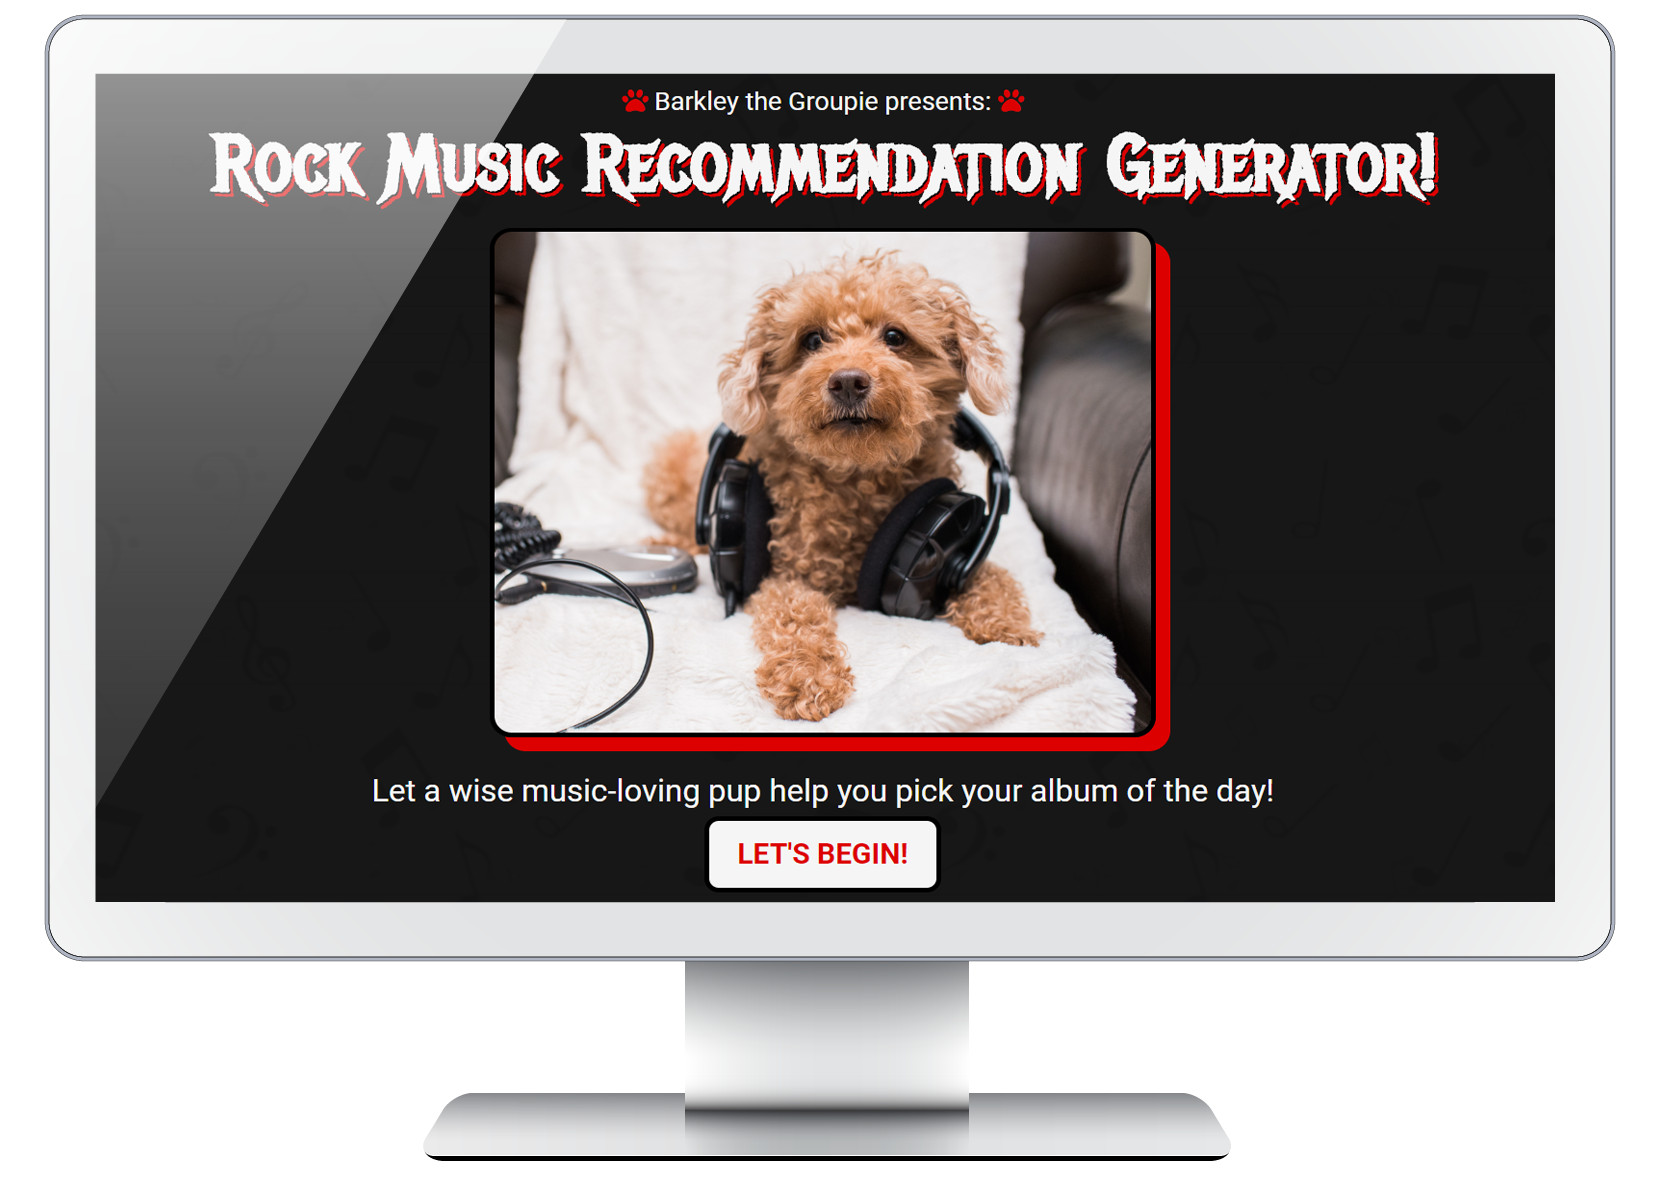 Barkley the Groupie presents:
Rock Music Recommendation Generator!
Let a wise music-loving pup help you pick your album of the day!
LET'S BEGIN!